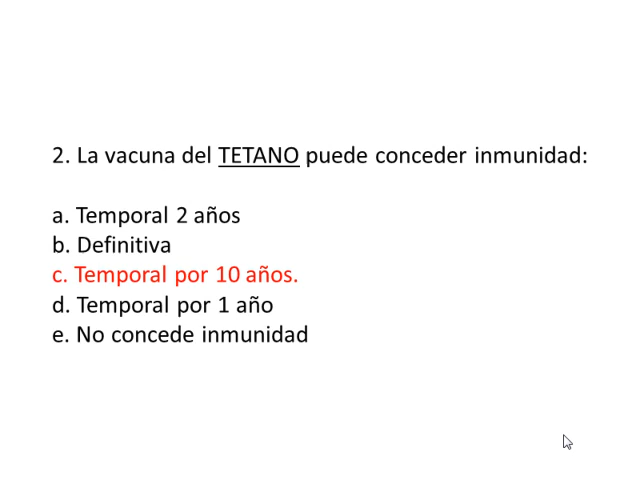 2. La vacuna del TETANO puede conceder inmunidad:
a. Temporal 2 años
b. Definitiva
c. Temporal por 10 años.
d. Temporal por 1 año
e. No concede inmunidad